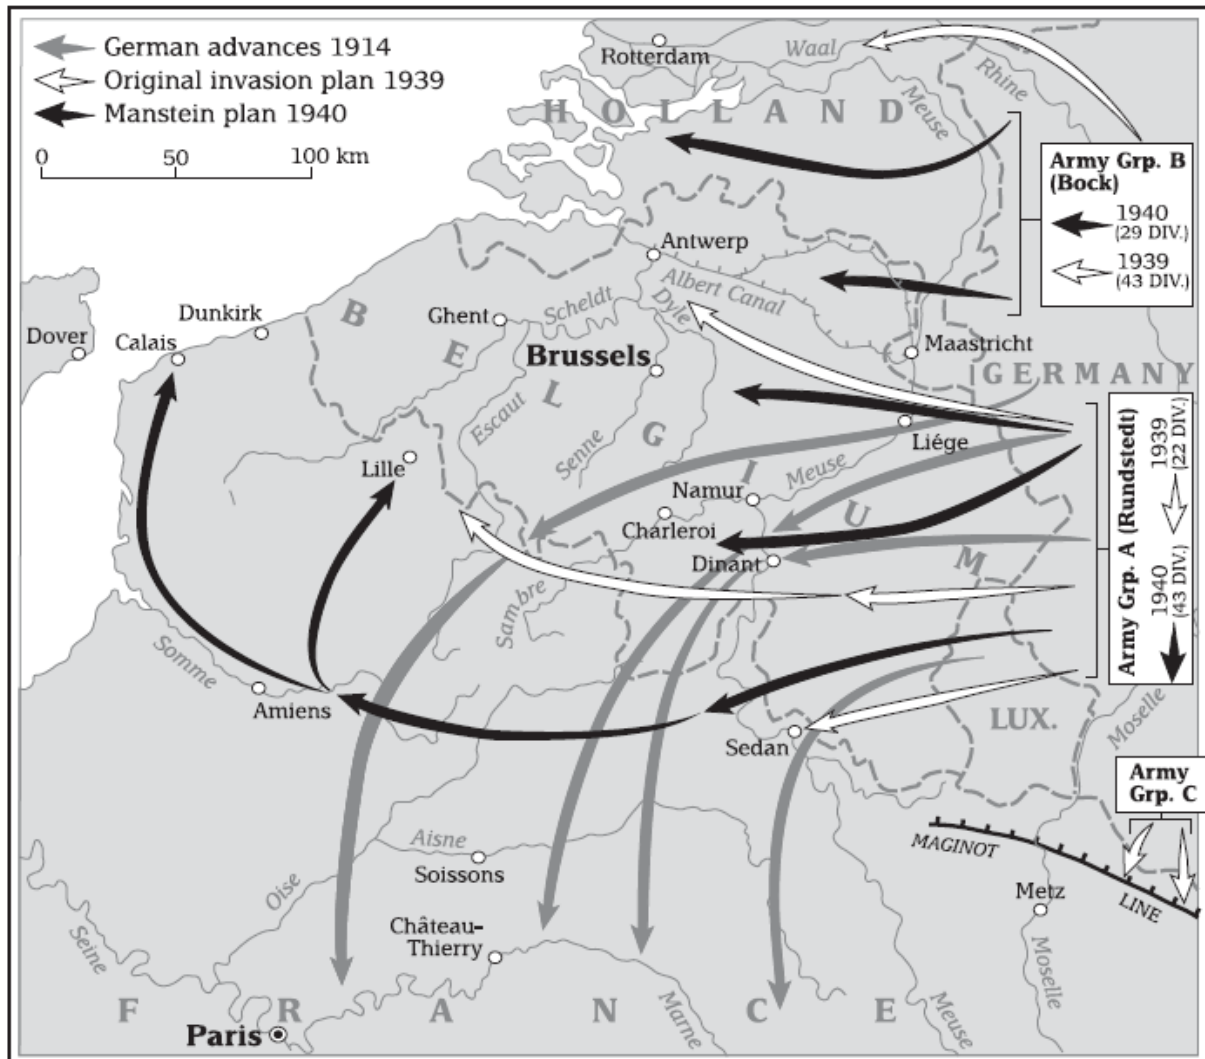 German advances 1914
Original invasion plan 1939
Manstein plan 1940
0 50 100 km
Rotterdam
Waal
Rhine
Meuse
HOLLAND
Army Grp. B
(Bock)
1940
(29 DIV.)
1939
(43 DIV.)
Antwerp
Albert Canal
Scheldt
Dyle
Ghent
Dunkirk
Dover
Calais
Brussels
Maastricht
BELGIUM
GERMANY
Escaut
Senne
Liége
Lille
Meuse
Namur
Charleroi
Dinant
Army Grp. A (Rundstedt)
1939
(22 DIV.)
1940
(43 DIV.)
Sambre
Somme
Amiens
Sedan
LUX.
Moselle
Army
Grp. C
Aisne
Soissons
MAGINOT
LINE
Oise
Metz
Château-
Thierry
Seine
Moselle
FRANCE
Marne
Meuse
Paris